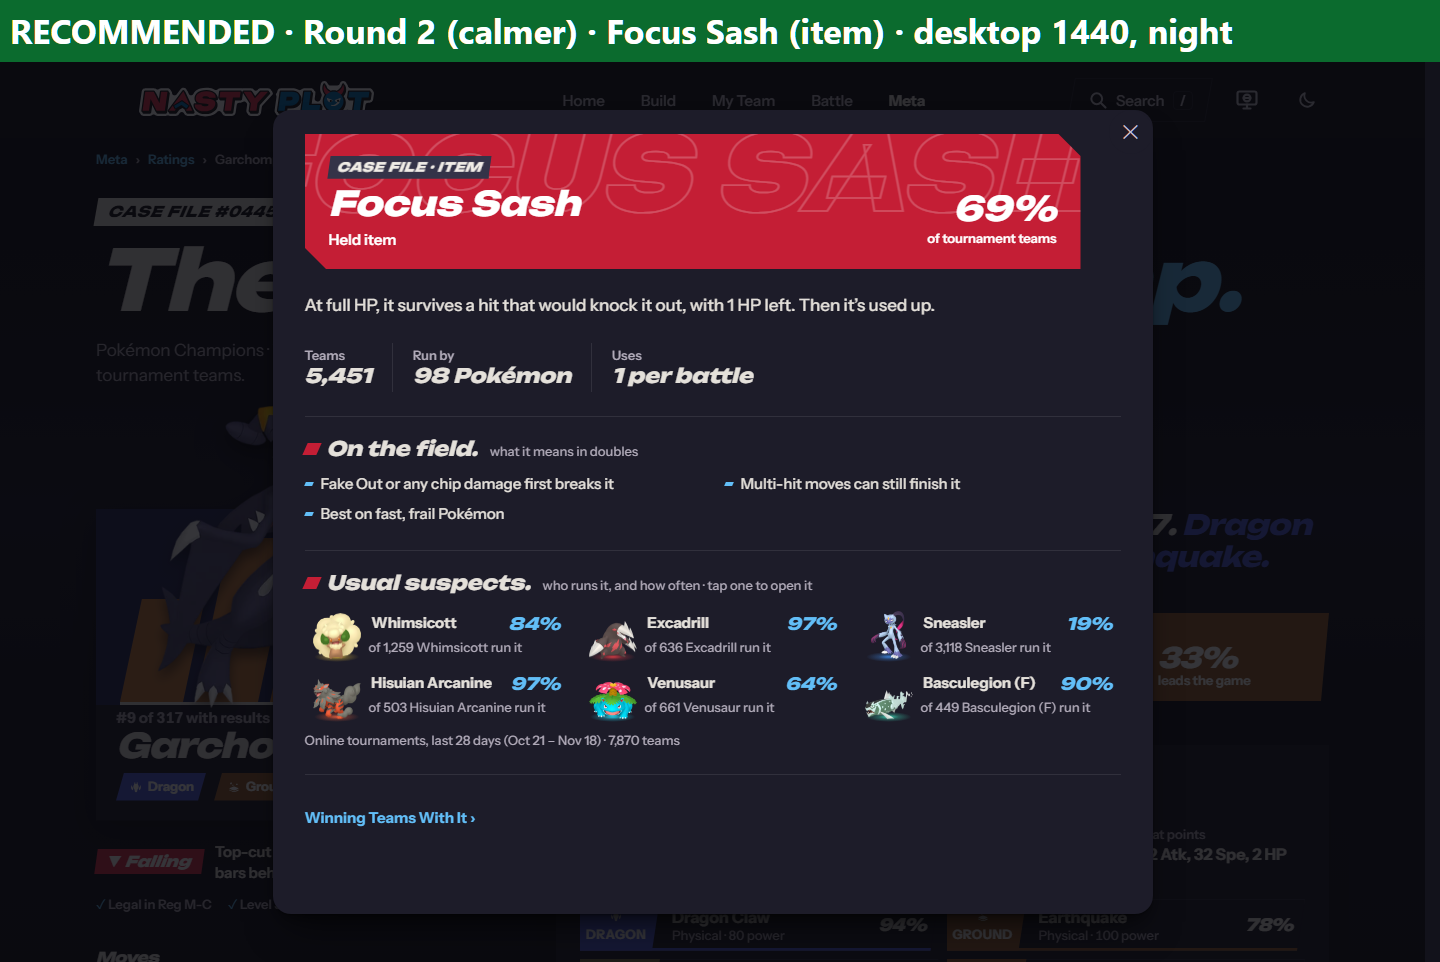 RECOMMENDED · Round 2 (calmer) · Focus Sash (item) · desktop 1440, night
NASTY PLOT
Home Build My Team Battle Meta
Search /
Meta › Ratings › Garchom
CASE FILE #0445
The
p.
Pokémon Champions ·
tournament teams.
FOCUS SASH
CASE FILE · ITEM
Focus Sash
Held item
69%
of tournament teams
At full HP, it survives a hit that would knock it out, with 1 HP left. Then it's used up.
Teams
5,451
Run by
98 Pokémon
Uses
1 per battle
On the field. what it means in doubles
Fake Out or any chip damage first breaks it
Multi-hit moves can still finish it
Best on fast, frail Pokémon
Usual suspects. who runs it, and how often · tap one to open it
Whimsicott 84%
of 1,259 Whimsicott run it
Excadrill 97%
of 636 Excadrill run it
Sneasler 19%
of 3,118 Sneasler run it
Hisuian Arcanine 97%
of 503 Hisuian Arcanine run it
Venusaur 64%
of 661 Venusaur run it
Basculegion (F) 90%
of 449 Basculegion (F) run it
Online tournaments, last 28 days (Oct 21 – Nov 18) · 7,870 teams
Winning Teams With It ›
7. Dragon
quake.
33%
leads the game
#9 of 317 with results
Garcho
Dragon Grou
▼ Falling
Top-cut
bars beh
✓ Legal in Reg M-C ✓ Level
Moves
at points
2 Atk, 32 Spe, 2 HP
DRAGON
Dragon Claw
Physical · 80 power
94%
GROUND
Earthquake
Physical · 100 power
78%